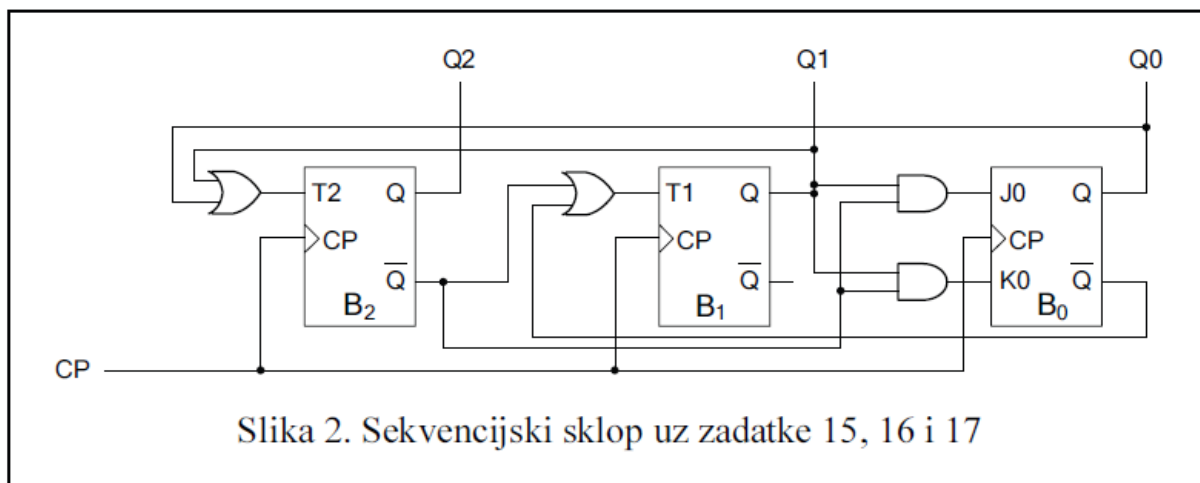 Q2 Q1 Q0
T2 Q T1 Q J0 Q
CP CP CP
Q̅ Q̅ K0 Q̅
B₂ B₁ B₀
CP
Slika 2. Sekvencijski sklop uz zadatke 15, 16 i 17